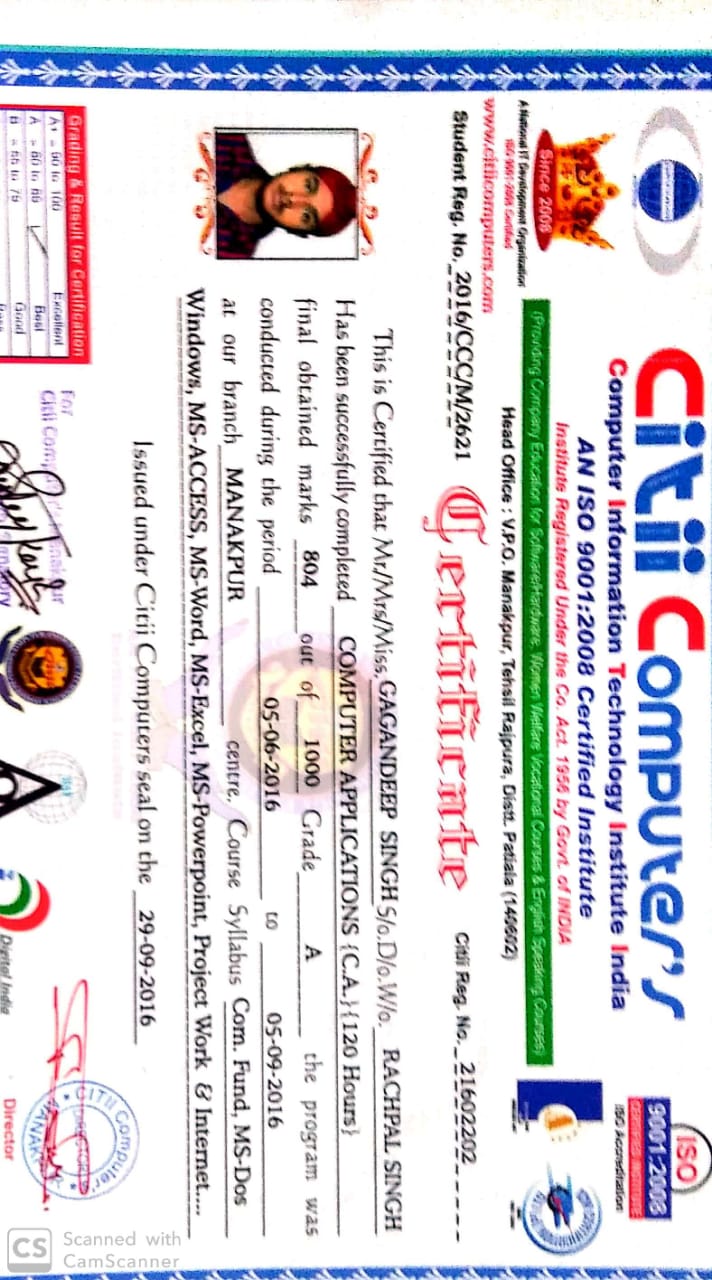 Citii Computer's
Computer Information Technology Institute India
AN ISO 9001:2008 Certified Institute
Institute Registered Under the Co. Act. 1956 by Govt. of INDIA
(Providing Company Education for Software/Hardware, Women Welfare Vocational Courses & English Speaking Courses)
Head Office : V.P.O. Manakpur, Tehsil Rajpura, Distt. Patiala (140602)
ISO
9001:2008
CERTIFIED INSTITUTE
ISO Accreditation
Since 2008
A National IT Development Organization
ISO 9001-2008 Certified
www.citiicomputers.com
Student Reg. No. 2016/CCC/M/2621
Certificate
Citii Reg. No. 21602202
This is Certified that Mr./Mrs/Miss. GAGANDEEP SINGH S/o.D/o.W/o. RACHPAL SINGH
Has been successfully completed COMPUTER APPLICATIONS {C.A.}{120 Hours}
final obtained marks 804 out of 1000 Grade A the program was
conducted during the period 05-06-2016 to 05-09-2016
at our branch MANAKPUR centre. Course Syllabus Com. Fund, MS-Dos
Windows, MS-ACCESS, MS-Word, MS-Excel, MS-Powerpoint, Project Work & Internet....
Issued under Citii Computers seal on the 29-09-2016
Grading & Result for Certification
A+ - 90 to 100 Excellent
A - 80 to 89 Best
B - 65 to 79 Good
For
Citii Computer's Manakpur
Digital India
CITII Computer's
DIRECTOR
MANAKPUR
Director
Scanned with
CamScanner
CS